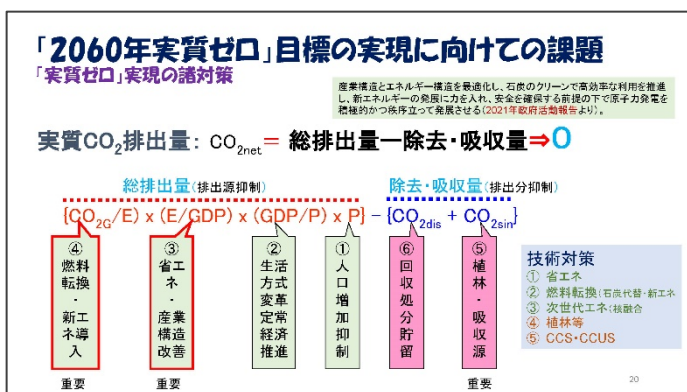 「2060年実質ゼロ」目標の実現に向けての課題
「実質ゼロ」実現の諸対策
産業構造とエネルギー構造を最適化し、石炭のクリーンで高効率な利用を推進
し、新エネルギーの発展に力を入れ、安全を確保する前提の下で原子力発電を
積極的かつ秩序立って発展させる(2021年政府活動報告より)。
実質CO2排出量: CO2net= 総排出量ー除去・吸収量⇒0
総排出量(排出源抑制)
除去・吸収量(排出分抑制)
{CO2G/E) x (E/GDP) x (GDP/P) x P} − {CO2dis + CO2sin}
④燃料転換・新エネ導入
③省エネ・産業構造改善
②生活方式変革定常経済推進
①人口増加抑制
⑥回収処分貯留
⑤植林・吸収源
技術対策
① 省エネ
② 燃料転換(石炭代替・新エネ
③ 次世代エネ(核融合
④ 植林等
⑤ CCS・CCUS
重要
重要
重要
20